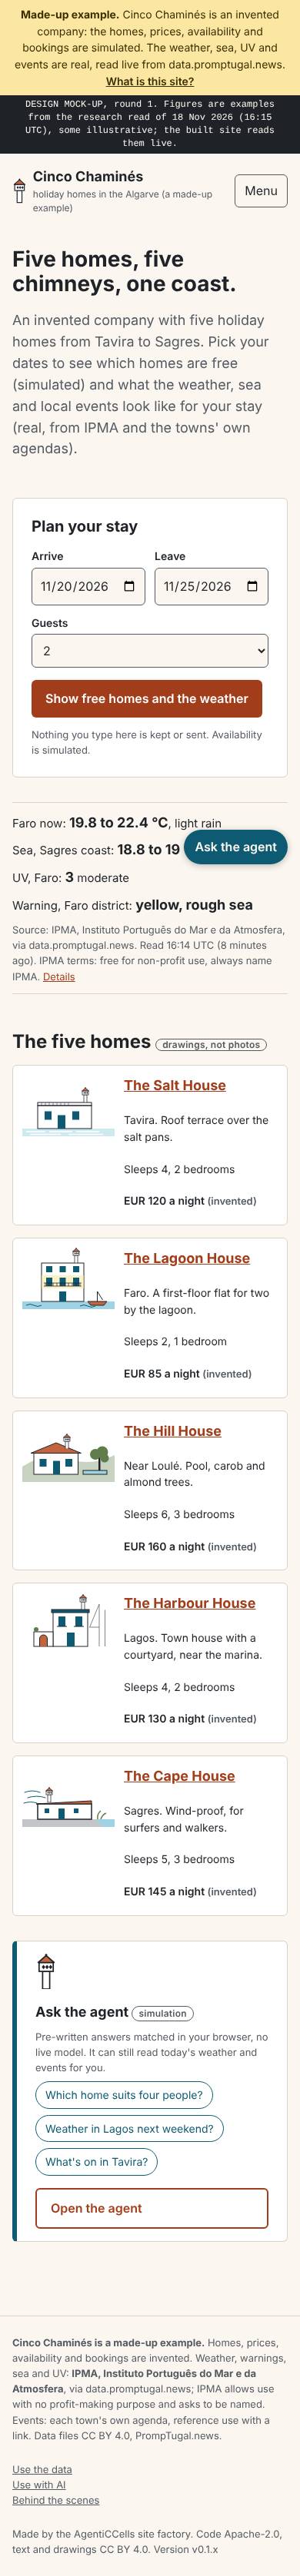 Made-up example. Cinco Chaminés is an invented
company: the homes, prices, availability and
bookings are simulated. The weather, sea, UV and
events are real, read live from data.promptugal.news.
What is this site?
DESIGN MOCK-UP, round 1. Figures are examples
from the research read of 18 Nov 2026 (16:15
UTC), some illustrative; the built site reads
them live.
Cinco Chaminés
holiday homes in the Algarve (a made-up
example)
Menu
Five homes, five
chimneys, one coast.
An invented company with five holiday
homes from Tavira to Sagres. Pick your
dates to see which homes are free
(simulated) and what the weather, sea
and local events look like for your stay
(real, from IPMA and the towns' own
agendas).
Plan your stay
Arrive Leave
11/20/2026 11/25/2026
Guests
2
Show free homes and the weather
Nothing you type here is kept or sent. Availability
is simulated.
Faro now: 19.8 to 22.4 °C, light rain
Sea, Sagres coast: 18.8 to 19
Ask the agent
UV, Faro: 3 moderate
Warning, Faro district: yellow, rough sea
Source: IPMA, Instituto Português do Mar e da Atmosfera,
via data.promptugal.news. Read 16:14 UTC (8 minutes
ago). IPMA terms: free for non-profit use, always name
IPMA. Details
The five homes drawings, not photos
The Salt House
Tavira. Roof terrace over the
salt pans.
Sleeps 4, 2 bedrooms
EUR 120 a night (invented)
The Lagoon House
Faro. A first-floor flat for two
by the lagoon.
Sleeps 2, 1 bedroom
EUR 85 a night (invented)
The Hill House
Near Loulé. Pool, carob and
almond trees.
Sleeps 6, 3 bedrooms
EUR 160 a night (invented)
The Harbour House
Lagos. Town house with a
courtyard, near the marina.
Sleeps 4, 2 bedrooms
EUR 130 a night (invented)
The Cape House
Sagres. Wind-proof, for
surfers and walkers.
Sleeps 5, 3 bedrooms
EUR 145 a night (invented)
Ask the agent simulation
Pre-written answers matched in your browser, no
live model. It can still read today's weather and
events for you.
Which home suits four people?
Weather in Lagos next weekend?
What's on in Tavira?
Open the agent
Cinco Chaminés is a made-up example. Homes, prices,
availability and bookings are invented. Weather, warnings,
sea and UV: IPMA, Instituto Português do Mar e da
Atmosfera, via data.promptugal.news; IPMA allows use
with no profit-making purpose and asks to be named.
Events: each town's own agenda, reference use with a
link. Data files CC BY 4.0, PrompTugal.news.
Use the data
Use with AI
Behind the scenes
Made by the AgentiCCells site factory. Code Apache-2.0,
text and drawings CC BY 4.0. Version v0.1.x